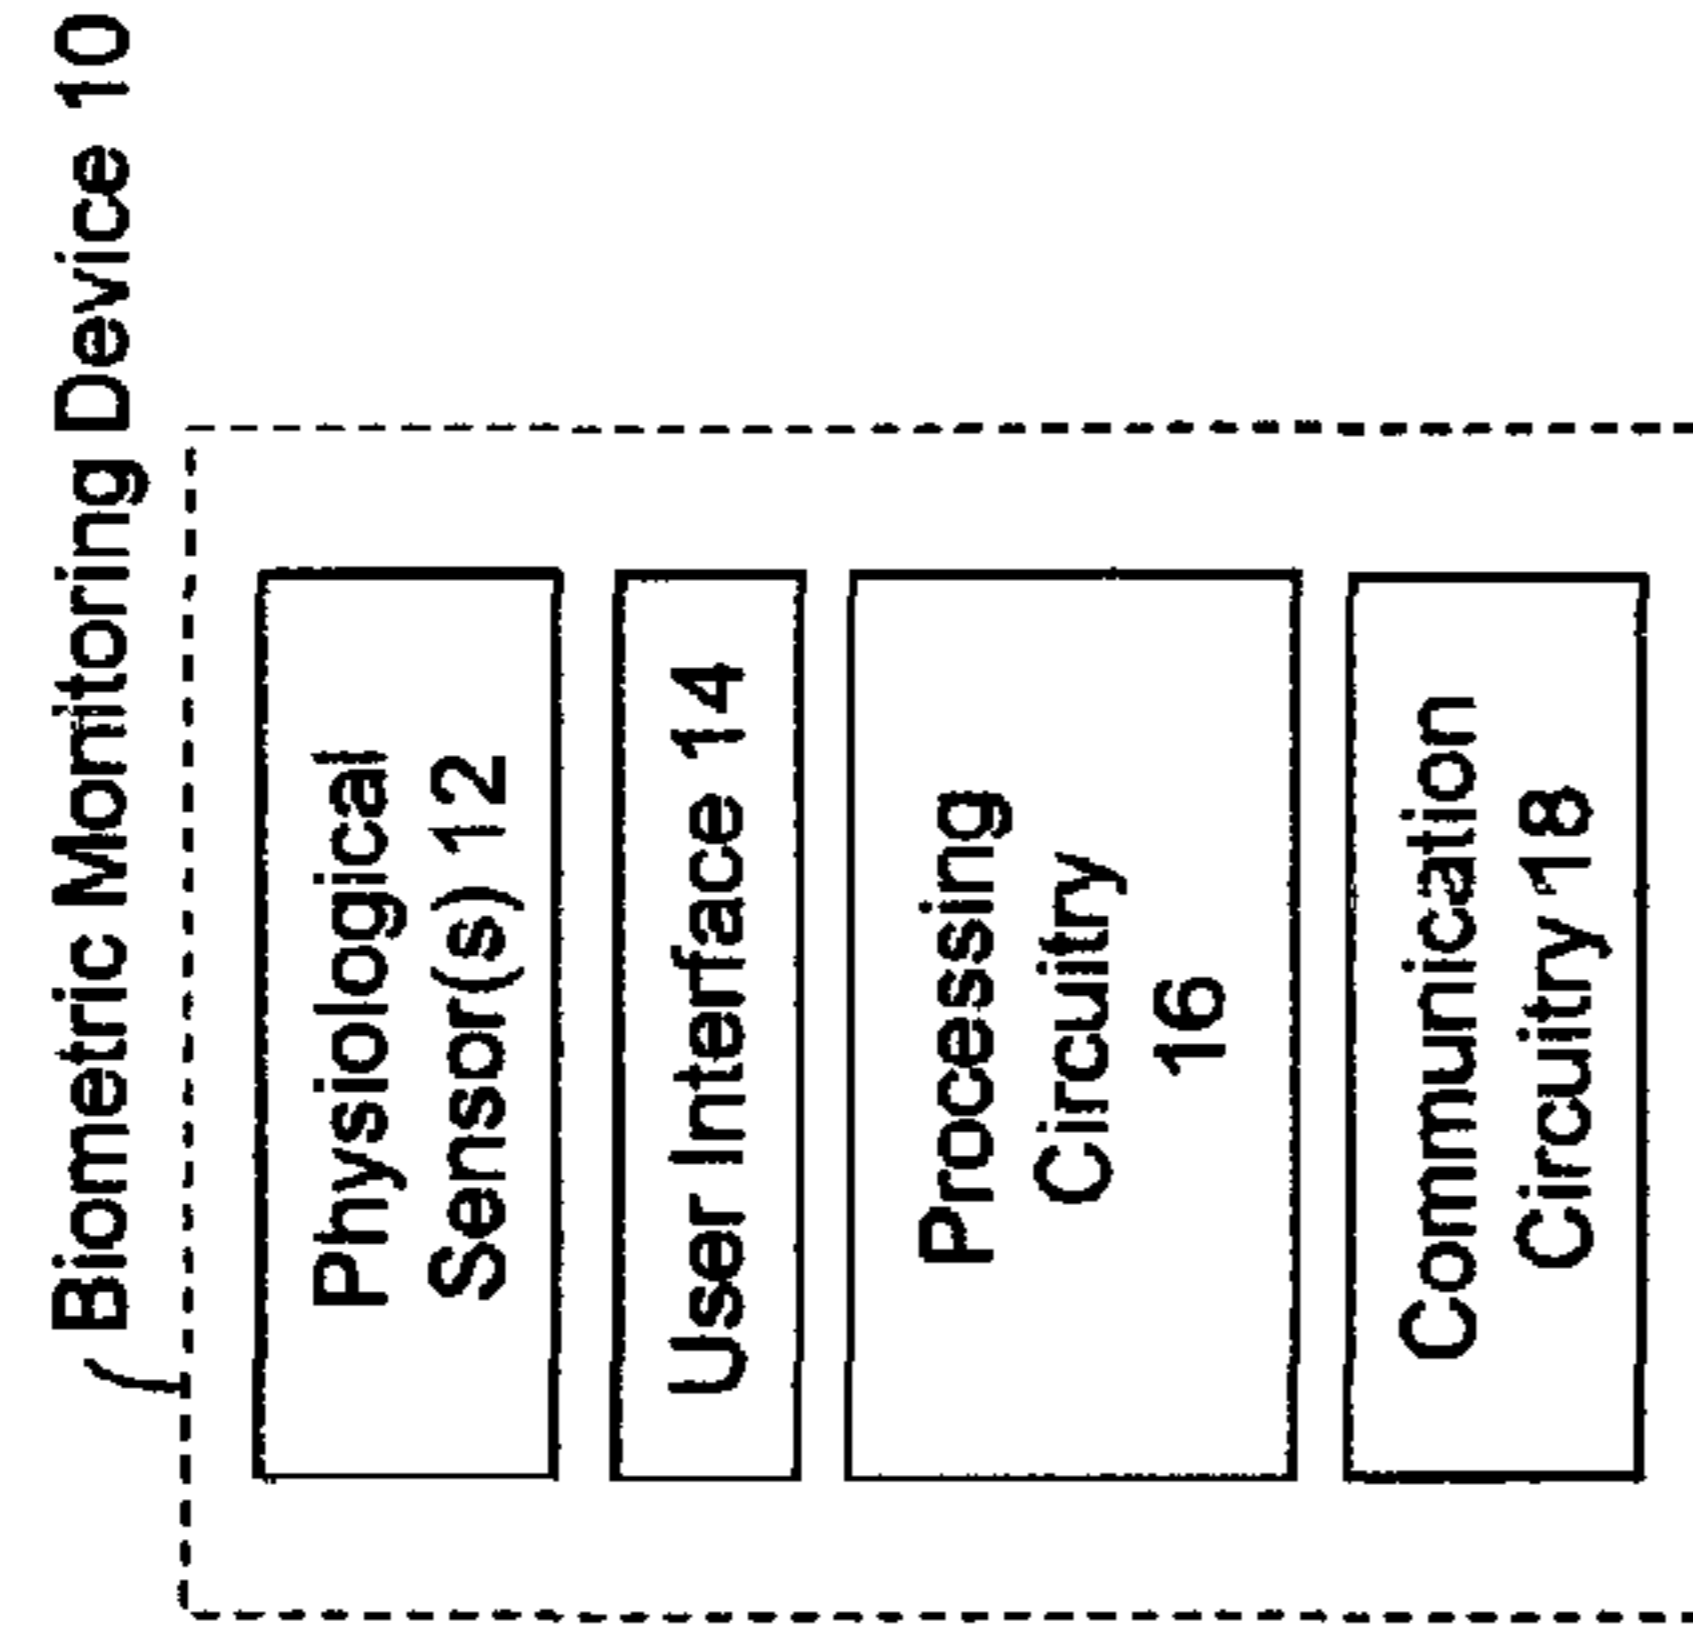 Biometric Monitoring Device 10
Physiological
Sensor(s) 12
User Interface 14
Processing
Circuitry
16
Communication
Circuitry 18